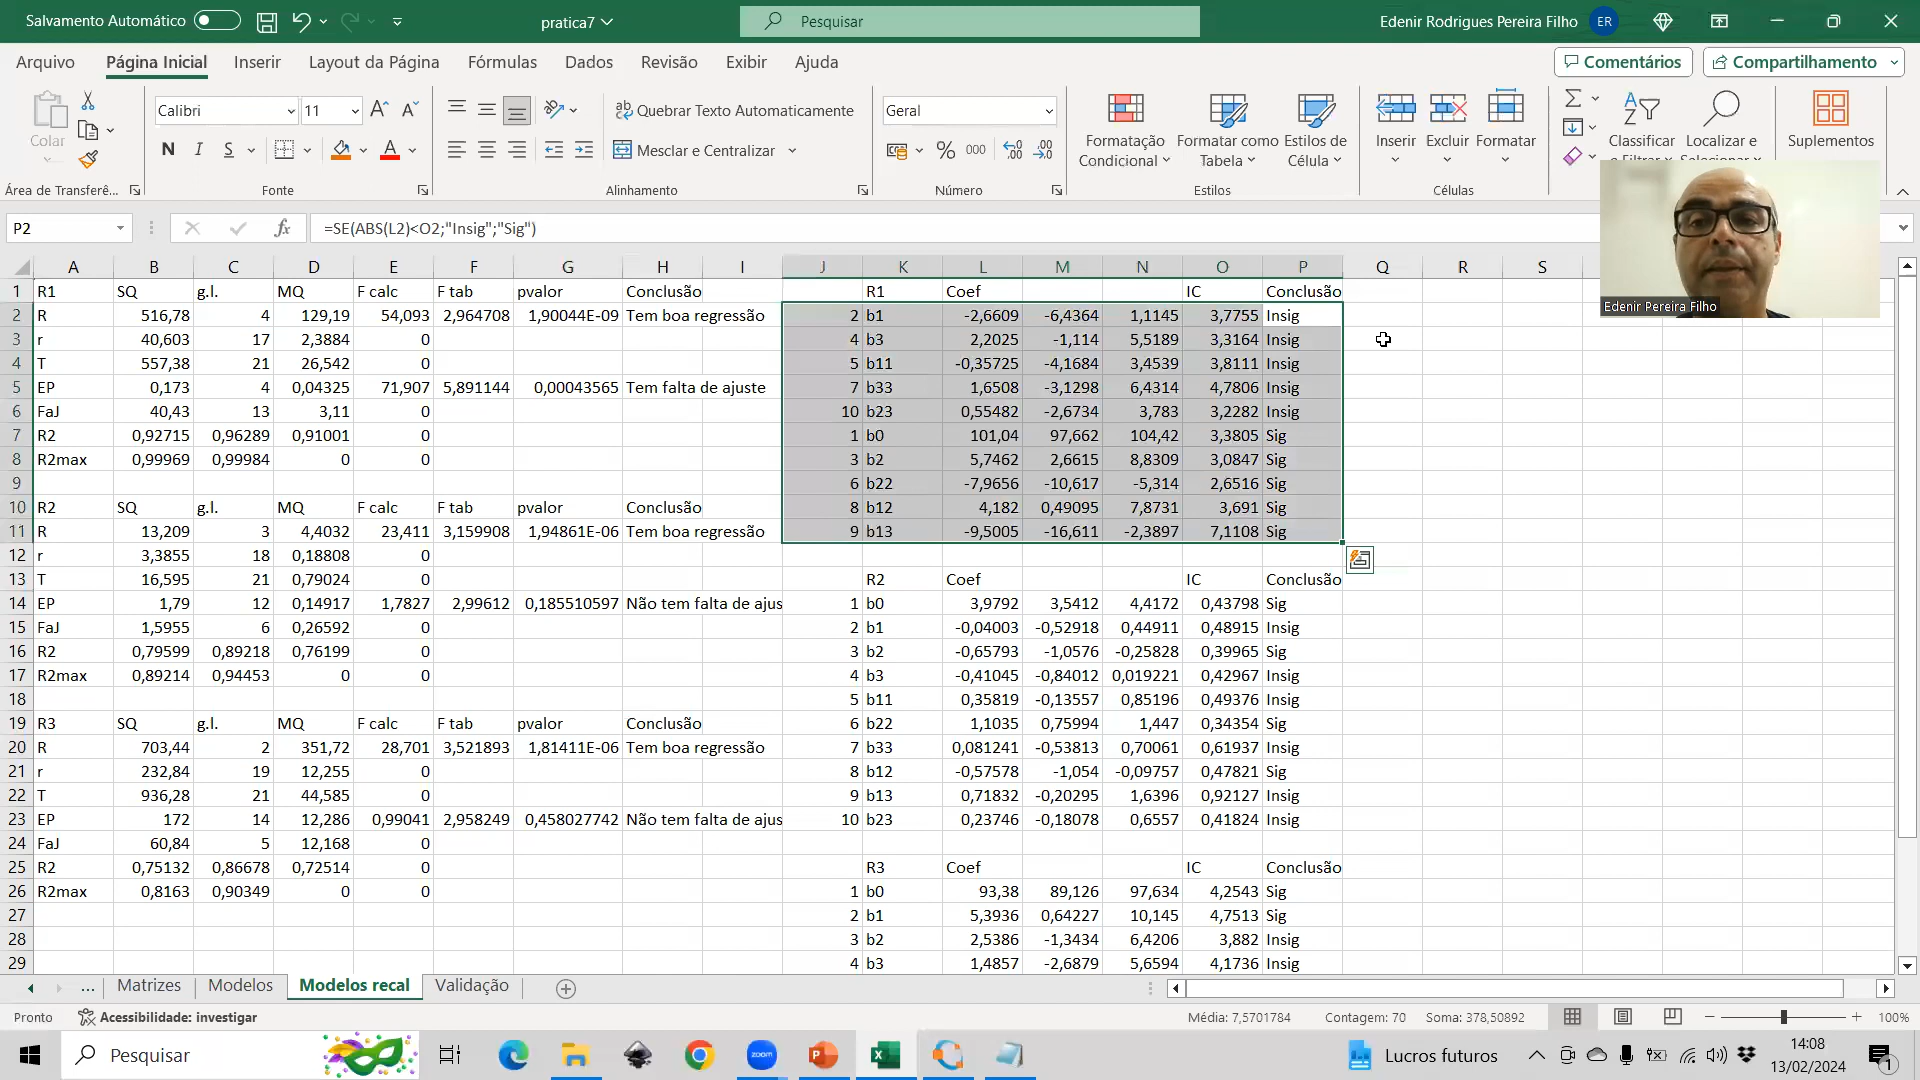 Salvamento Automático
pratica7
Pesquisar
Edenir Rodrigues Pereira Filho
ER
Arquivo Página Inicial Inserir Layout da Página Fórmulas Dados Revisão Exibir Ajuda
Comentários
Compartilhamento
Colar
Calibri 11
N I S
Quebrar Texto Automaticamente
Mesclar e Centralizar
Geral
% 000
Formatação Condicional
Formatar como Tabela
Estilos de Célula
Inserir
Excluir
Formatar
Classificar
e Filtrar
Localizar e
Selecionar
Suplementos
Área de Transferê...
Fonte
Alinhamento
Número
Estilos
Células
P2
fx
=SE(ABS(L2)<O2;"Insig";"Sig")
Edenir Pereira Filho
A B C D E F G H I J K L M N O P Q R S
1 R1 SQ g.l. MQ F calc F tab pvalor Conclusão R1 Coef IC Conclusão
2 R 516,78 4 129,19 54,093 2,964708 1,90044E-09 Tem boa regressão 2 b1 -2,6609 -6,4364 1,1145 3,7755 Insig
3 r 40,603 17 2,3884 0 4 b3 2,2025 -1,114 5,5189 3,3164 Insig
4 T 557,38 21 26,542 0 5 b11 -0,35725 -4,1684 3,4539 3,8111 Insig
5 EP 0,173 4 0,04325 71,907 5,891144 0,00043565 Tem falta de ajuste 7 b33 1,6508 -3,1298 6,4314 4,7806 Insig
6 FaJ 40,43 13 3,11 0 10 b23 0,55482 -2,6734 3,783 3,2282 Insig
7 R2 0,92715 0,96289 0,91001 0 1 b0 101,04 97,662 104,42 3,3805 Sig
8 R2max 0,99969 0,99984 0 0 3 b2 5,7462 2,6615 8,8309 3,0847 Sig
9 6 b22 -7,9656 -10,617 -5,314 2,6516 Sig
10 R2 SQ g.l. MQ F calc F tab pvalor Conclusão 8 b12 4,182 0,49095 7,8731 3,691 Sig
11 R 13,209 3 4,4032 23,411 3,159908 1,94861E-06 Tem boa regressão 9 b13 -9,5005 -16,611 -2,3897 7,1108 Sig
12 r 3,3855 18 0,18808 0
13 T 16,595 21 0,79024 0 R2 Coef IC Conclusão
14 EP 1,79 12 0,14917 1,7827 2,99612 0,185510597 Não tem falta de ajus 1 b0 3,9792 3,5412 4,4172 0,43798 Sig
15 FaJ 1,5955 6 0,26592 0 2 b1 -0,04003 -0,52918 0,44911 0,48915 Insig
16 R2 0,79599 0,89218 0,76199 0 3 b2 -0,65793 -1,0576 -0,25828 0,39965 Sig
17 R2max 0,89214 0,94453 0 0 4 b3 -0,41045 -0,84012 0,019221 0,42967 Insig
18 5 b11 0,35819 -0,13557 0,85196 0,49376 Insig
19 R3 SQ g.l. MQ F calc F tab pvalor Conclusão 6 b22 1,1035 0,75994 1,447 0,34354 Sig
20 R 703,44 2 351,72 28,701 3,521893 1,81411E-06 Tem boa regressão 7 b33 0,081241 -0,53813 0,70061 0,61937 Insig
21 r 232,84 19 12,255 0 8 b12 -0,57578 -1,054 -0,09757 0,47821 Sig
22 T 936,28 21 44,585 0 9 b13 0,71832 -0,20295 1,6396 0,92127 Insig
23 EP 172 14 12,286 0,99041 2,958249 0,458027742 Não tem falta de ajus 10 b23 0,23746 -0,18078 0,6557 0,41824 Insig
24 FaJ 60,84 5 12,168 0
25 R2 0,75132 0,86678 0,72514 0 R3 Coef IC Conclusão
26 R2max 0,8163 0,90349 0 0 1 b0 93,38 89,126 97,634 4,2543 Sig
27 2 b1 5,3936 0,64227 10,145 4,7513 Sig
28 3 b2 2,5386 -1,3434 6,4206 3,882 Insig
29 4 b3 1,4857 -2,6879 5,6594 4,1736 Insig
... Matrizes Modelos Modelos recal Validação
Pronto Acessibilidade: investigar Média: 7,5701784 Contagem: 70 Soma: 378,50892 100%
Pesquisar
zoom
Lucros futuros
14:08
13/02/2024
1